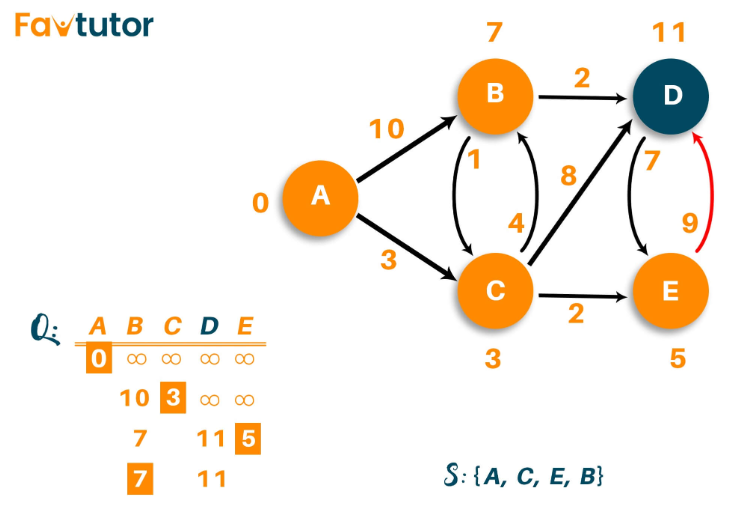 Favtutor
7 11
B 2 D
10
1 8 7
A
0
4 9
3
C 2 E
3 5
Q: A B C D E
0 ∞ ∞ ∞ ∞
10 3 ∞ ∞
7 11 5
7 11
S: {A, C, E, B}